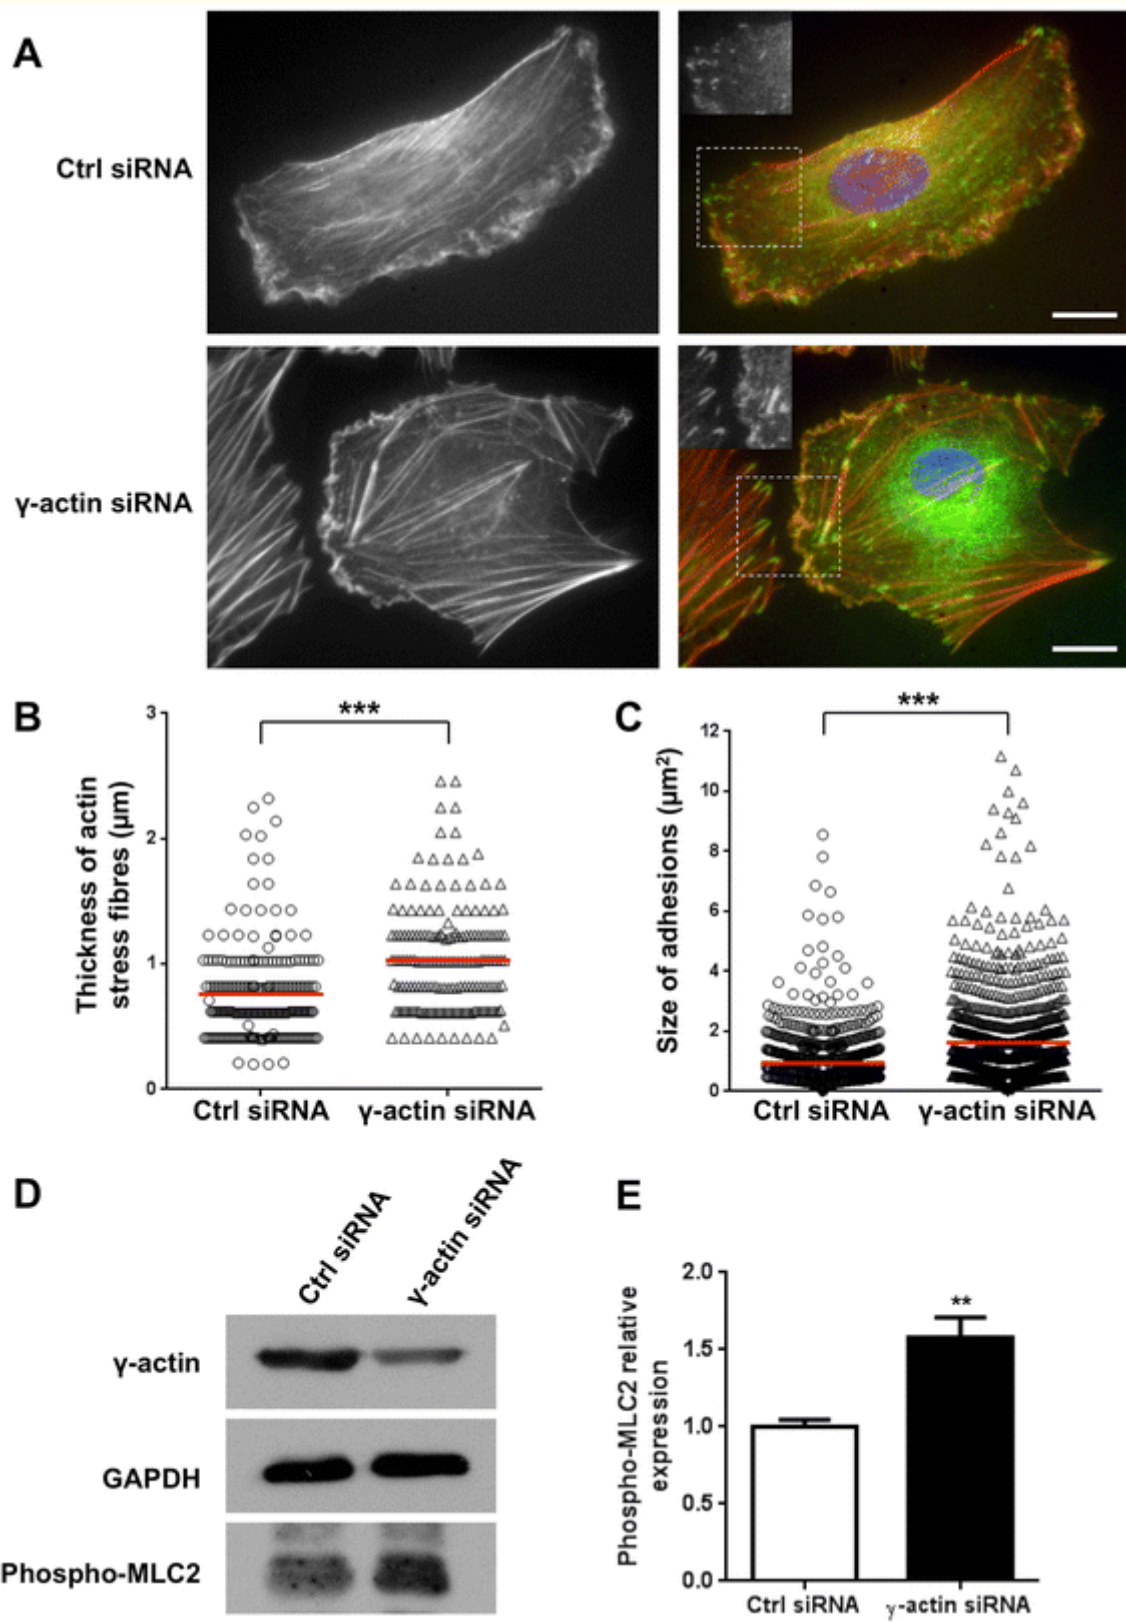 A
Ctrl siRNA
γ-actin siRNA
B
Thickness of actin
stress fibres (μm)
3
2
1
0
***
Ctrl siRNA
γ-actin siRNA
C
Size of adhesions (μm²)
12
10
8
6
4
2
0
***
Ctrl siRNA
γ-actin siRNA
D
Ctrl siRNA
γ-actin siRNA
γ-actin
GAPDH
Phospho-MLC2
E
Phospho-MLC2 relative
expression
2.0
1.5
1.0
0.5
0.0
**
Ctrl siRNA
γ-actin siRNA